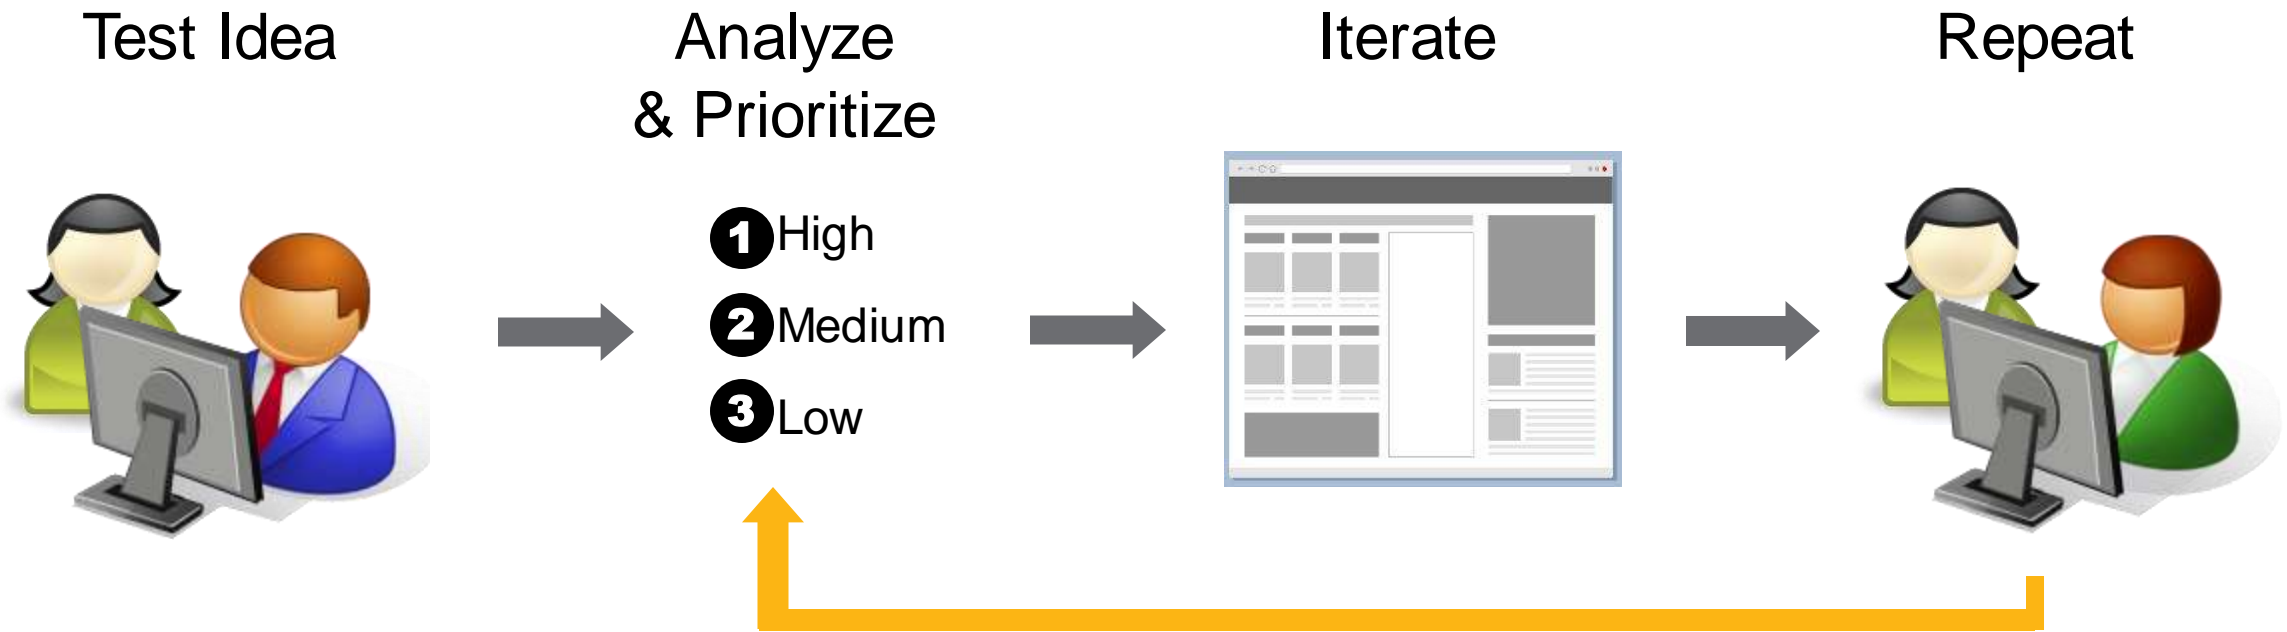 Test Idea
Analyze
& Prioritize
Iterate
Repeat
1 High
2 Medium
3 Low